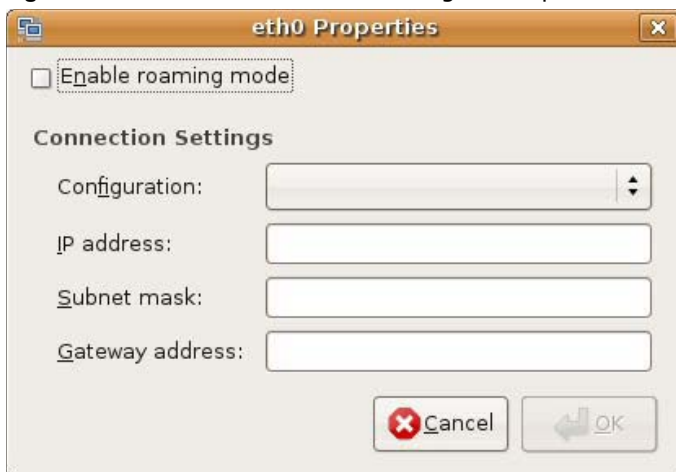 eth0 Properties
Enable roaming mode
Connection Settings
Configuration:
IP address:
Subnet mask:
Gateway address:
Cancel
OK